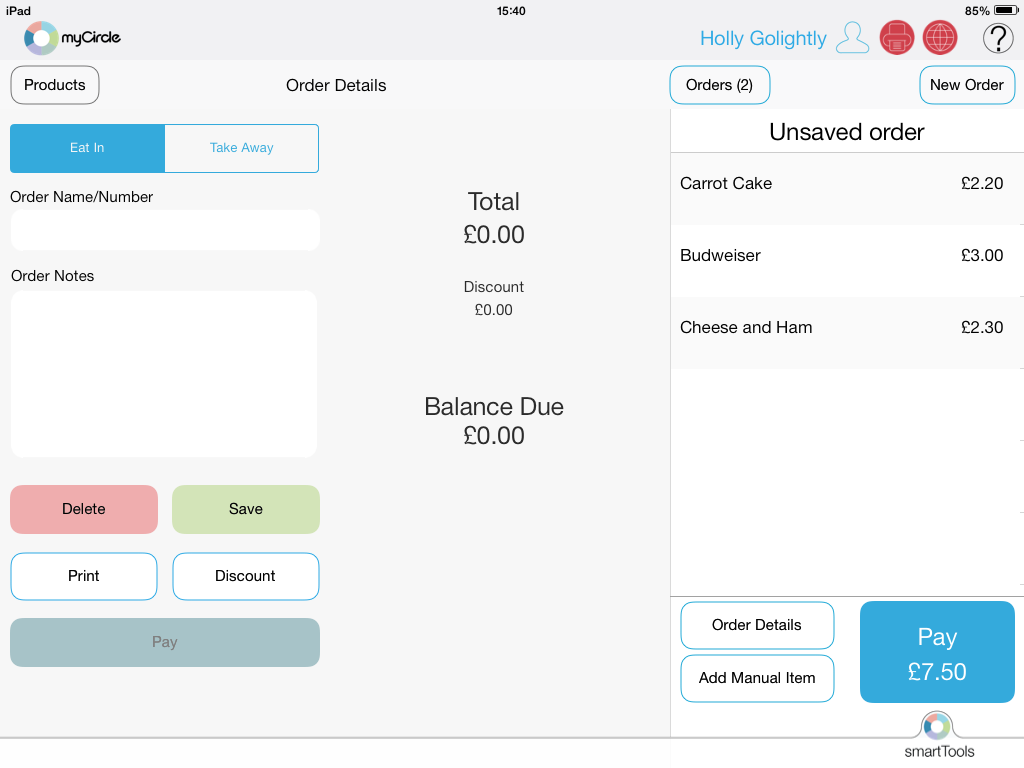 iPad 15:40 85%
myCircle Holly Golightly ?
Products Order Details Orders (2) New Order
Eat In Take Away
Order Name/Number
Order Notes
Delete Save
Print Discount
Pay
Total
£0.00
Discount
£0.00
Balance Due
£0.00
Unsaved order
Carrot Cake £2.20
Budweiser £3.00
Cheese and Ham £2.30
Order Details
Add Manual Item
Pay
£7.50
smartTools